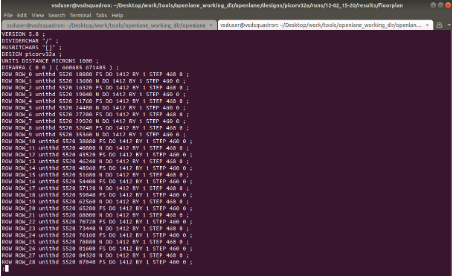 vsduser@vsdsquadron: ~/Desktop/work/tools/openlane_working_dir/openlane/designs/picorv32a/runs/12-02_15-20/results/floorplan
File Edit View Search Terminal Tabs Help
vsduser@vsdsquadron: ~/Desktop/work/tools/openlane_working_dir/openlane
vsduser@vsdsquadron: ~/Desktop/work/tools/openlane_working_dir/openlan...
VERSION 5.8 ;
DIVIDERCHAR "/" ;
BUSBITCHARS "[]" ;
DESIGN picorv32a ;
UNITS DISTANCE MICRONS 1000 ;
DIEAREA ( 0 0 ) ( 660685 671405 ) ;
ROW ROW_0 unithd 5520 10880 FS DO 1412 BY 1 STEP 460 0 ;
ROW ROW_1 unithd 5520 13600 N DO 1412 BY 1 STEP 460 0 ;
ROW ROW_2 unithd 5520 16320 FS DO 1412 BY 1 STEP 460 0 ;
ROW ROW_3 unithd 5520 19040 N DO 1412 BY 1 STEP 460 0 ;
ROW ROW_4 unithd 5520 21760 FS DO 1412 BY 1 STEP 460 0 ;
ROW ROW_5 unithd 5520 24480 N DO 1412 BY 1 STEP 460 0 ;
ROW ROW_6 unithd 5520 27200 FS DO 1412 BY 1 STEP 460 0 ;
ROW ROW_7 unithd 5520 29920 N DO 1412 BY 1 STEP 460 0 ;
ROW ROW_8 unithd 5520 32640 FS DO 1412 BY 1 STEP 460 0 ;
ROW ROW_9 unithd 5520 35360 N DO 1412 BY 1 STEP 460 0 ;
ROW ROW_10 unithd 5520 38080 FS DO 1412 BY 1 STEP 460 0 ;
ROW ROW_11 unithd 5520 40800 N DO 1412 BY 1 STEP 460 0 ;
ROW ROW_12 unithd 5520 43520 FS DO 1412 BY 1 STEP 460 0 ;
ROW ROW_13 unithd 5520 46240 N DO 1412 BY 1 STEP 460 0 ;
ROW ROW_14 unithd 5520 48960 FS DO 1412 BY 1 STEP 460 0 ;
ROW ROW_15 unithd 5520 51680 N DO 1412 BY 1 STEP 460 0 ;
ROW ROW_16 unithd 5520 54400 FS DO 1412 BY 1 STEP 460 0 ;
ROW ROW_17 unithd 5520 57120 N DO 1412 BY 1 STEP 460 0 ;
ROW ROW_18 unithd 5520 59840 FS DO 1412 BY 1 STEP 460 0 ;
ROW ROW_19 unithd 5520 62560 N DO 1412 BY 1 STEP 460 0 ;
ROW ROW_20 unithd 5520 65280 FS DO 1412 BY 1 STEP 460 0 ;
ROW ROW_21 unithd 5520 68000 N DO 1412 BY 1 STEP 460 0 ;
ROW ROW_22 unithd 5520 70720 FS DO 1412 BY 1 STEP 460 0 ;
ROW ROW_23 unithd 5520 73440 N DO 1412 BY 1 STEP 460 0 ;
ROW ROW_24 unithd 5520 76160 FS DO 1412 BY 1 STEP 460 0 ;
ROW ROW_25 unithd 5520 78880 N DO 1412 BY 1 STEP 460 0 ;
ROW ROW_26 unithd 5520 81600 FS DO 1412 BY 1 STEP 460 0 ;
ROW ROW_27 unithd 5520 84320 N DO 1412 BY 1 STEP 460 0 ;
ROW ROW_28 unithd 5520 87040 FS DO 1412 BY 1 STEP 460 0 ;
: